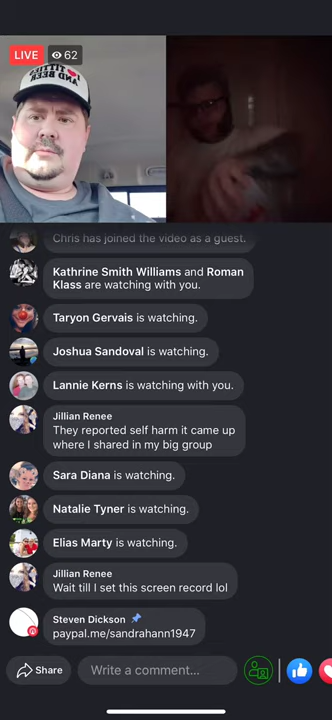 LIVE 62
I ❤ TITTIES
AND BEER
Chris has joined the video as a guest.
Kathrine Smith Williams and Roman
Klass are watching with you.
Taryon Gervais is watching.
Joshua Sandoval is watching.
Lannie Kerns is watching with you.
Jillian Renee
They reported self harm it came up
where I shared in my big group
Sara Diana is watching.
Natalie Tyner is watching.
Elias Marty is watching.
Jillian Renee
Wait till I set this screen record lol
Steven Dickson
paypal.me/sandrahann1947
Share Write a comment...